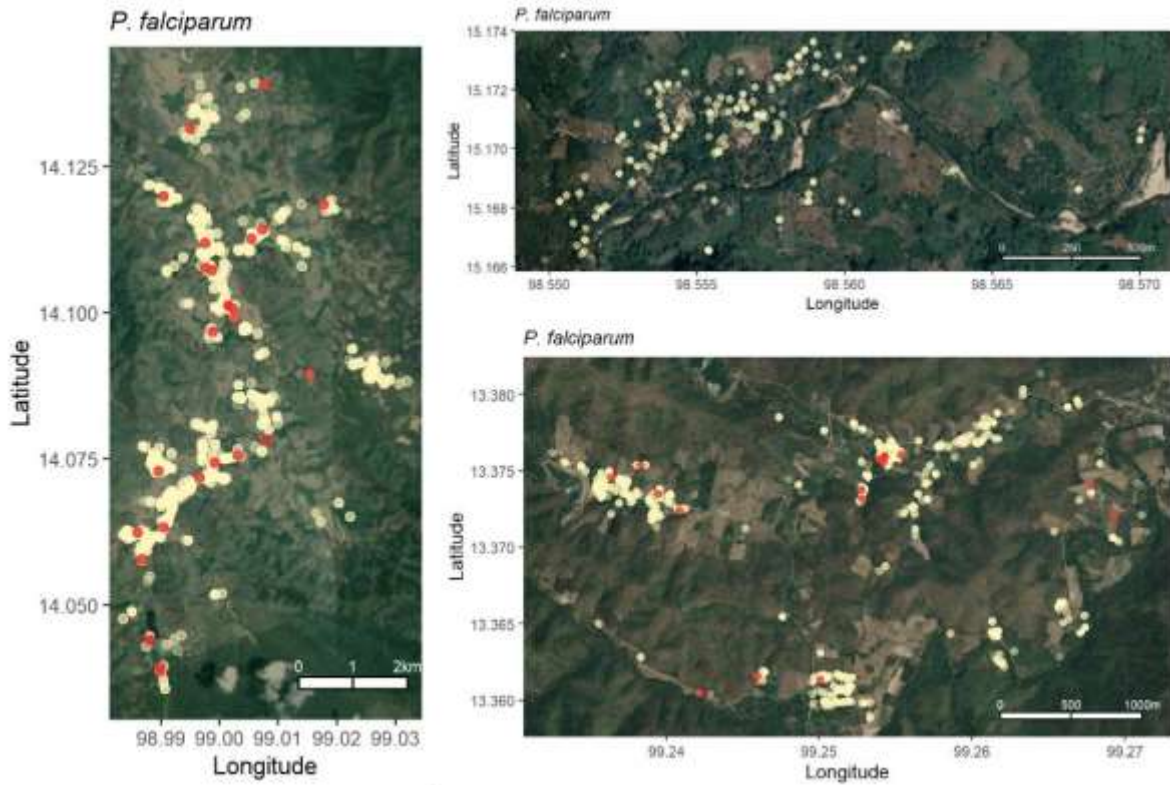 P. falciparum
14.125
14.100
14.075
14.050
Latitude
0 1 2km
98.99 99.00 99.01 99.02 99.03
Longitude
P. falciparum
15.174
15.172
15.170
15.168
15.166
Latitude
0 250
98.550 98.555 98.560 98.565 98.570
Longitude
P. falciparum
13.380
13.375
13.370
13.365
13.360
Latitude
0 500 1000m
99.24 99.25 99.26 99.27
Longitude